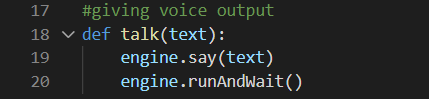 17 #giving voice output
18 def talk(text):
19 engine.say(text)
20 engine.runAndWait()